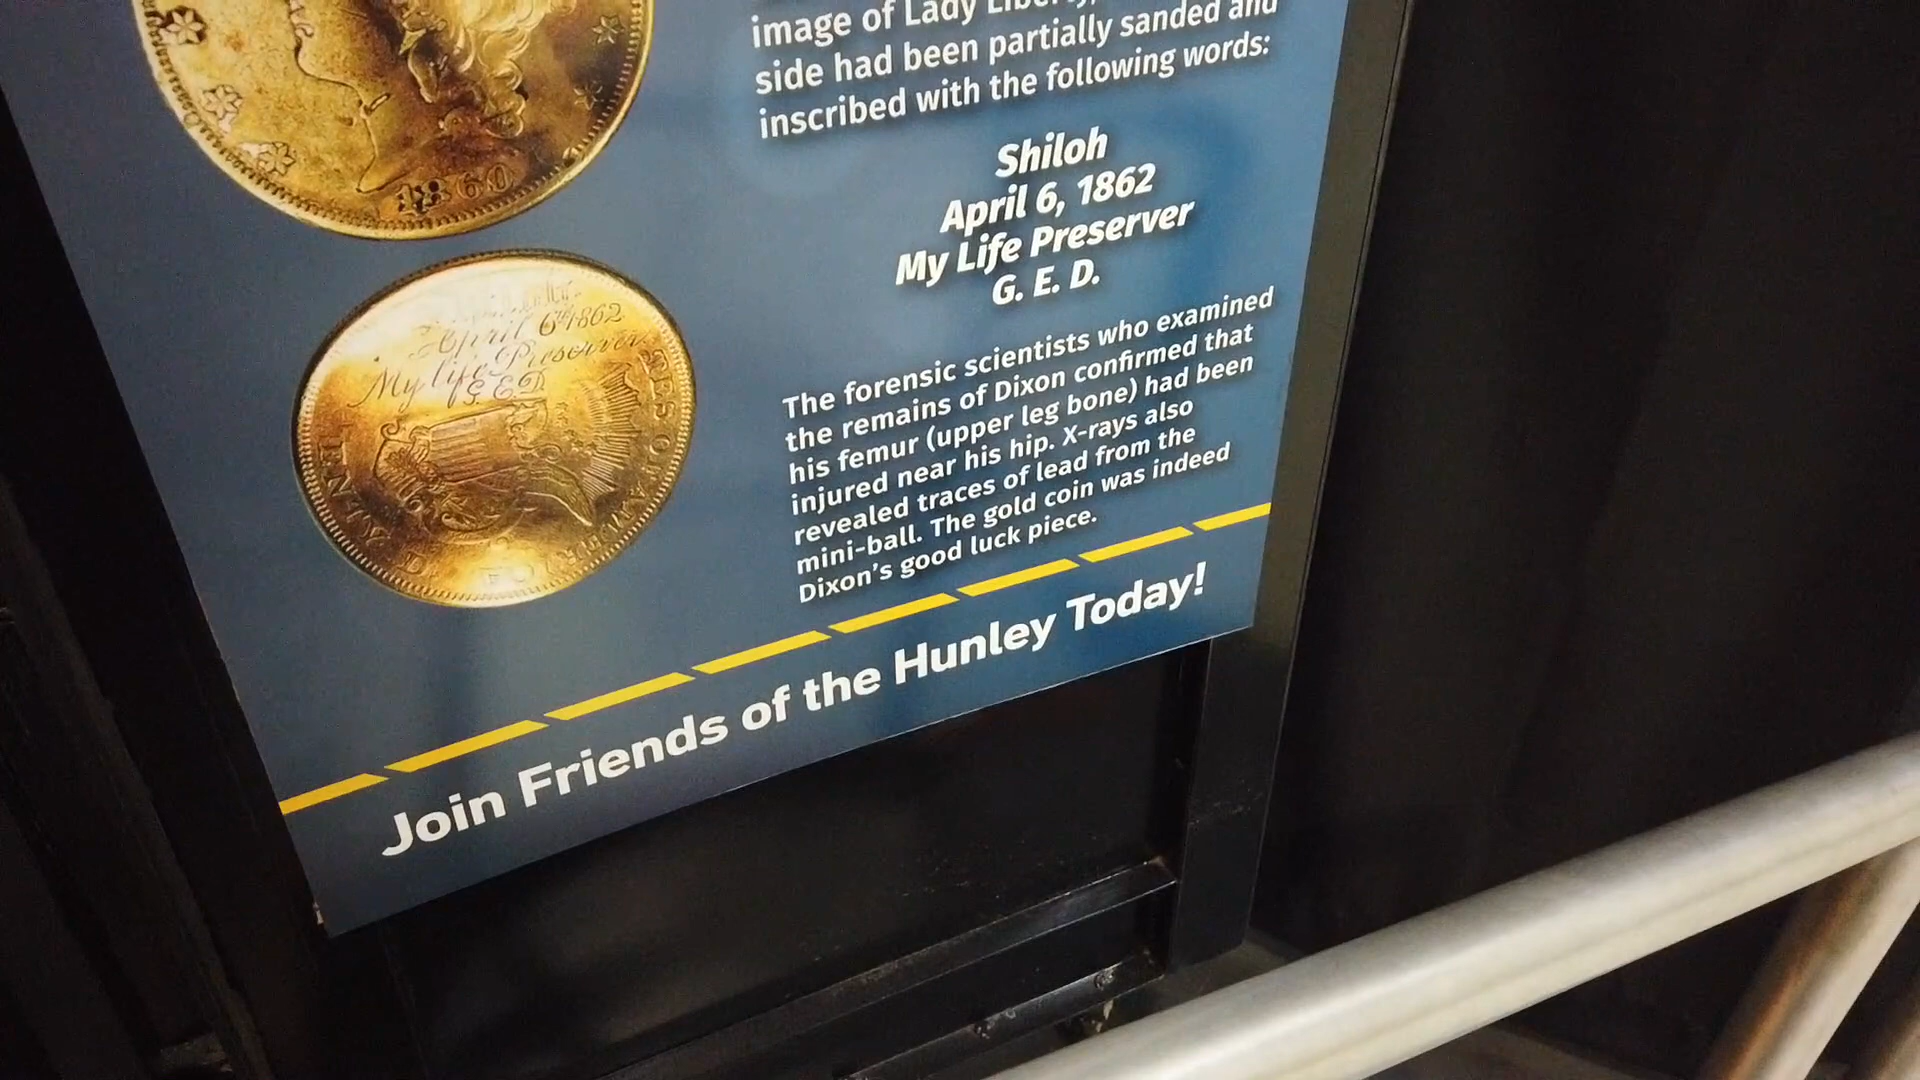 image of Lady Liberty,
side had been partially sanded and
inscribed with the following words:
Shiloh
April 6, 1862
My Life Preserver
G. E. D.
The forensic scientists who examined
the remains of Dixon confirmed that
his femur (upper leg bone) had been
injured near his hip. X-rays also
revealed traces of lead from the
mini-ball. The gold coin was indeed
Dixon's good luck piece.
Join Friends of the Hunley Today!
1860
April 6th 1862
My life Preserver
G.E.D